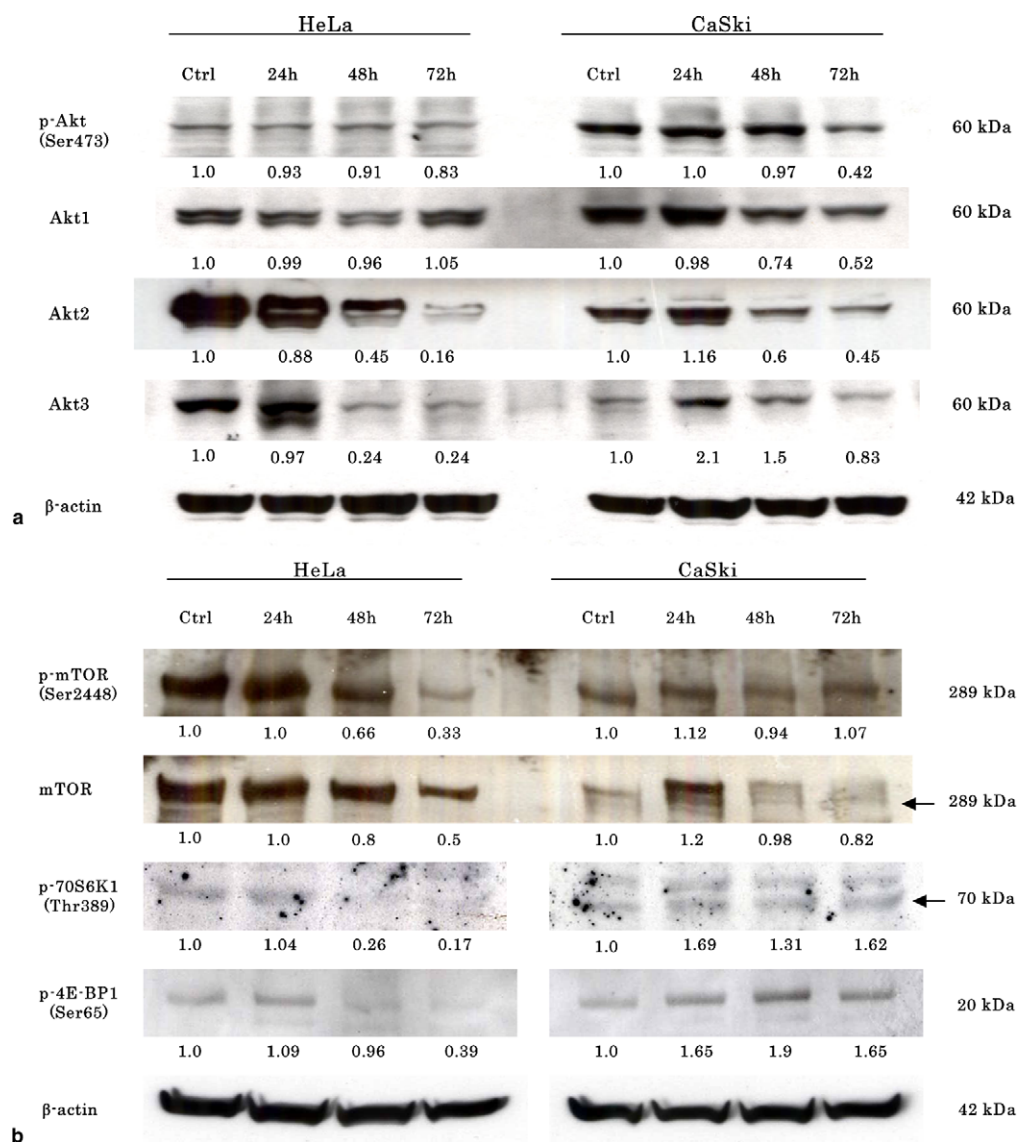 HeLa CaSki
Ctrl 24h 48h 72h Ctrl 24h 48h 72h
p-Akt
(Ser473)
60 kDa
1.0 0.93 0.91 0.83 1.0 1.0 0.97 0.42
Akt1 60 kDa
1.0 0.99 0.96 1.05 1.0 0.98 0.74 0.52
Akt2 60 kDa
1.0 0.88 0.45 0.16 1.0 1.16 0.6 0.45
Akt3 60 kDa
1.0 0.97 0.24 0.24 1.0 2.1 1.5 0.83
β-actin 42 kDa
a
HeLa CaSki
Ctrl 24h 48h 72h Ctrl 24h 48h 72h
p-mTOR
(Ser2448)
289 kDa
1.0 1.0 0.66 0.33 1.0 1.12 0.94 1.07
mTOR 289 kDa
1.0 1.0 0.8 0.5 1.0 1.2 0.98 0.82
p-70S6K1
(Thr389)
70 kDa
1.0 1.04 0.26 0.17 1.0 1.69 1.31 1.62
p-4E-BP1
(Ser65)
20 kDa
1.0 1.09 0.96 0.39 1.0 1.65 1.9 1.65
β-actin 42 kDa
b